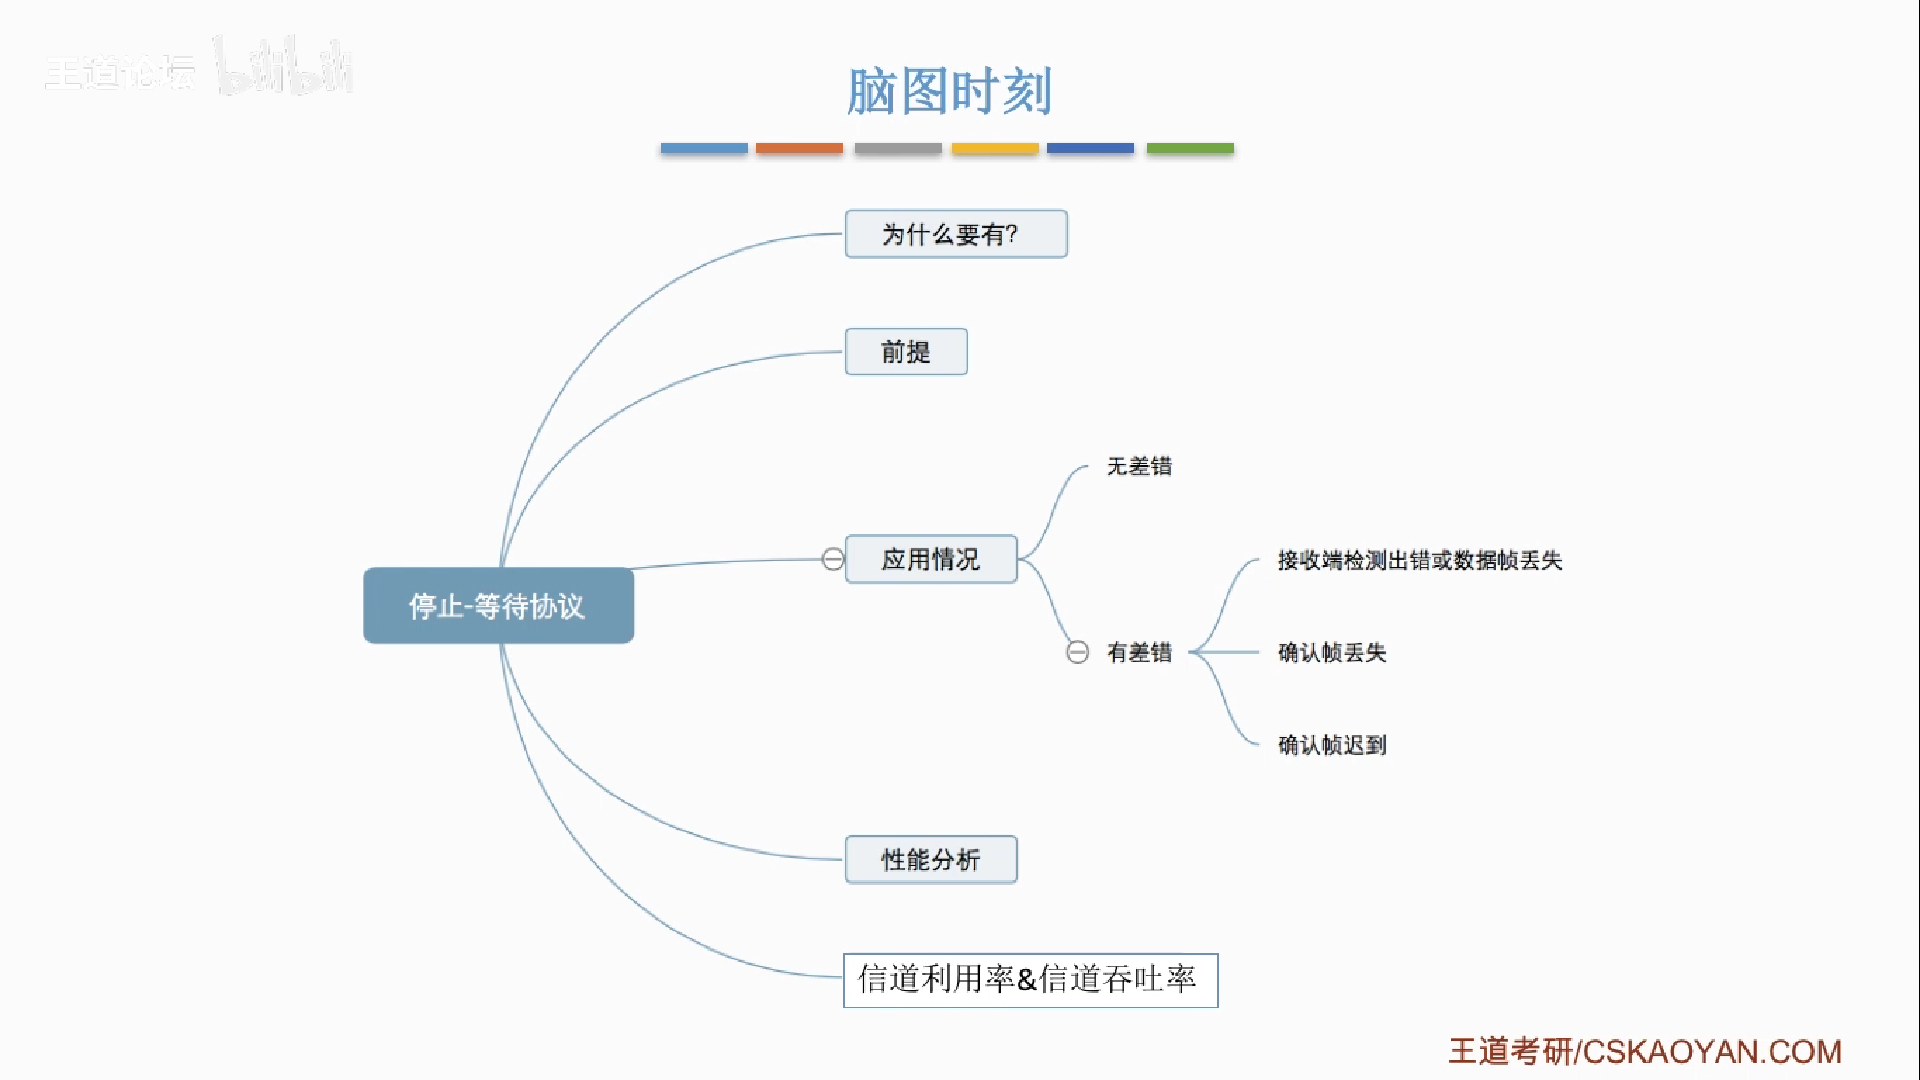 王道论坛 bilibili
脑图时刻
为什么要有?
前提
无差错
应用情况
接收端检测出错或数据帧丢失
停止-等待协议
有差错
确认帧丢失
确认帧迟到
性能分析
信道利用率&信道吞吐率
王道考研/CSKAOYAN.COM